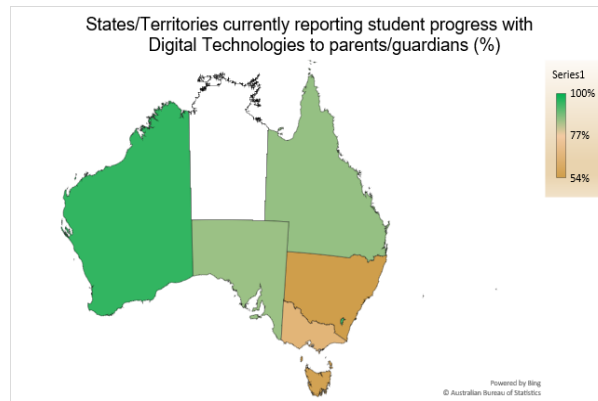 States/Territories currently reporting student progress with
Digital Technologies to parents/guardians (%)
Series1
100%
77%
54%
Powered by Bing
© Australian Bureau of Statistics